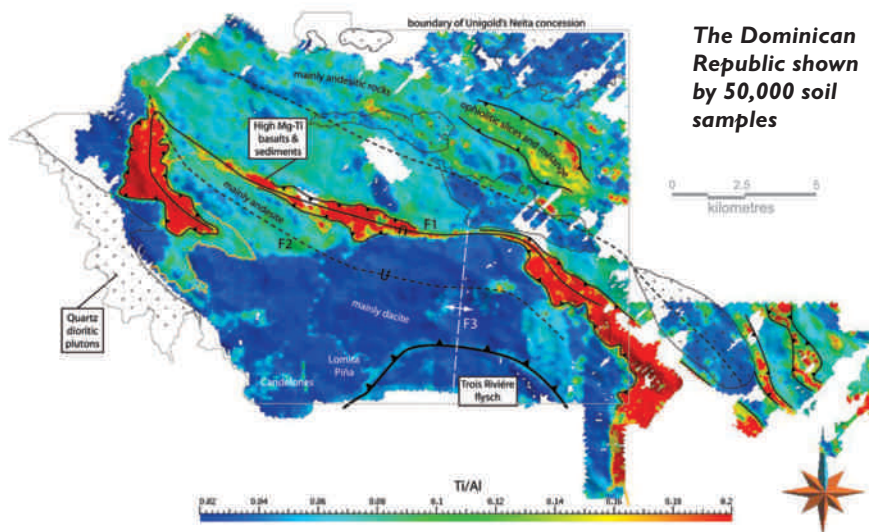 boundary of Unigold's Neita concession
The Dominican
Republic shown
by 50,000 soil
samples
mainly andesitic rocks
ophiolitic slices and melange
High Mg-Ti
basalts &
sediments
0 2.5 5
kilometres
mainly andesite
F1
F2
U
mainly dacite
F3
Quartz
dioritic
plutons
Lomita
Piña
Candelones
Trois Riviére
flysch
Ti/Al
0.02 0.04 0.06 0.08 0.1 0.12 0.14 0.16 0.18 0.2